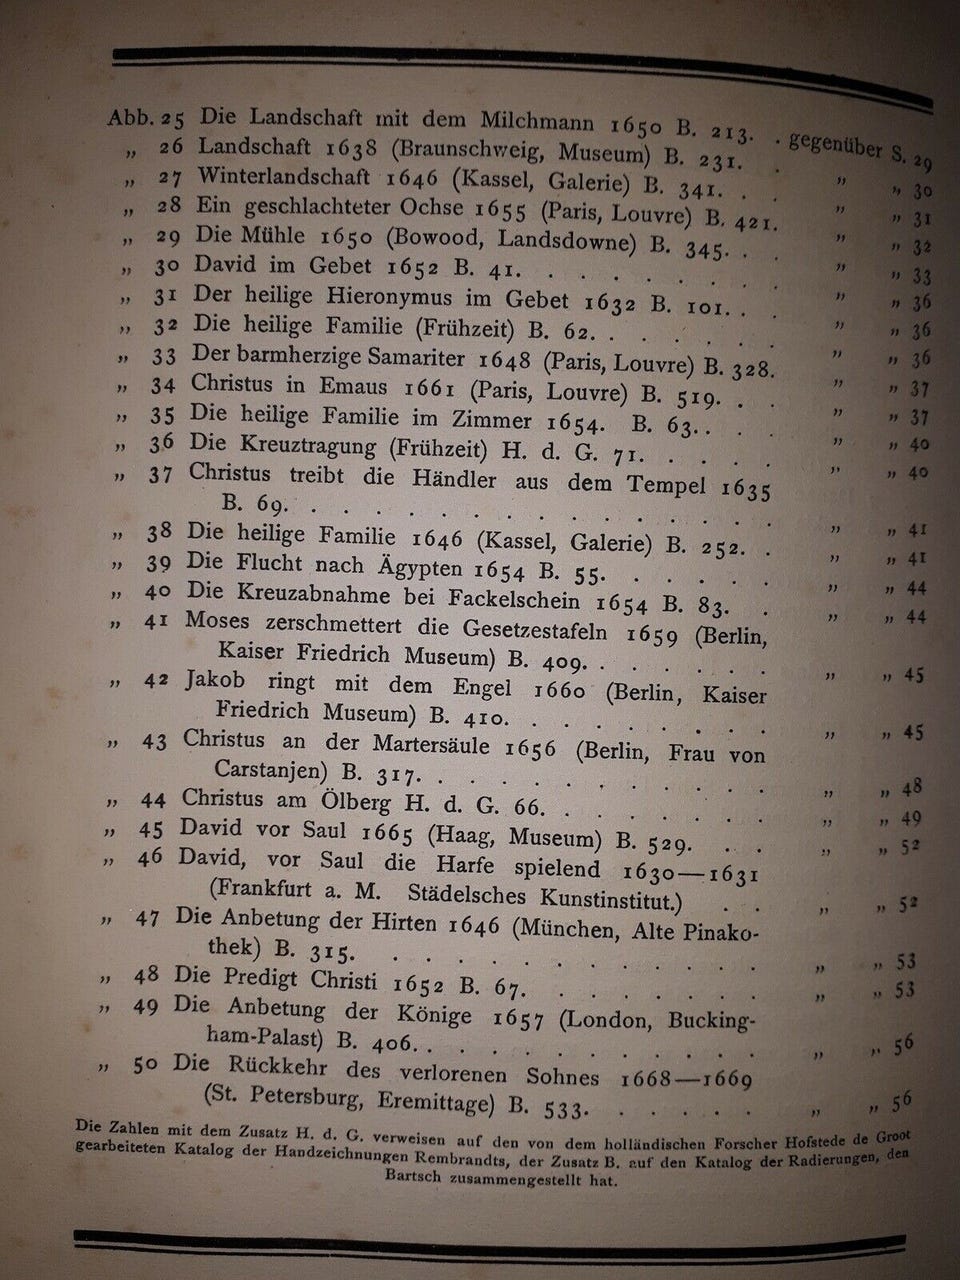 Abb. 25 Die Landschaft mit dem Milchmann 1650 B. 213. . gegenüber S. 29
„ 26 Landschaft 1638 (Braunschweig, Museum) B. 231. . „ „ 30
„ 27 Winterlandschaft 1646 (Kassel, Galerie) B. 341. . . „ „ 31
„ 28 Ein geschlachteter Ochse 1655 (Paris, Louvre) B. 421. „ „ 32
„ 29 Die Mühle 1650 (Bowood, Landsdowne) B. 345. . . „ „ 33
„ 30 David im Gebet 1652 B. 41. . . . . . . . „ „ 36
„ 31 Der heilige Hieronymus im Gebet 1632 B. 101. . . „ „ 36
„ 32 Die heilige Familie (Frühzeit) B. 62. . . . . . . „ „ 36
„ 33 Der barmherzige Samariter 1648 (Paris, Louvre) B. 328. „ „ 37
„ 34 Christus in Emaus 1661 (Paris, Louvre) B. 519. . . „ „ 37
„ 35 Die heilige Familie im Zimmer 1654. B. 63. . . . „ „ 40
„ 36 Die Kreuztragung (Frühzeit) H. d. G. 71. . . . . „ „ 40
„ 37 Christus treibt die Händler aus dem Tempel 1635
B. 69. . . . . . . . . . . . . . . „ „ 41
„ 38 Die heilige Familie 1646 (Kassel, Galerie) B. 252. . „ „ 41
„ 39 Die Flucht nach Ägypten 1654 B. 55. . . . . . „ „ 44
„ 40 Die Kreuzabnahme bei Fackelschein 1654 B. 83. . „ „ 44
„ 41 Moses zerschmettert die Gesetzestafeln 1659 (Berlin,
Kaiser Friedrich Museum) B. 409. . . . . . . „ „ 45
„ 42 Jakob ringt mit dem Engel 1660 (Berlin, Kaiser
Friedrich Museum) B. 410. . . . . . . . . „ „ 45
„ 43 Christus an der Martersäule 1656 (Berlin, Frau von
Carstanjen) B. 317. . . . . . . . . . . „ „ 48
„ 44 Christus am Ölberg H. d. G. 66. . . . . . . „ „ 49
„ 45 David vor Saul 1665 (Haag, Museum) B. 529. . . „ „ 52
„ 46 David, vor Saul die Harfe spielend 1630—1631
(Frankfurt a. M. Städelsches Kunstinstitut.) . . „ „ 52
„ 47 Die Anbetung der Hirten 1646 (München, Alte Pinako-
thek) B. 315. . . . . . . . . . . . „ „ 53
„ 48 Die Predigt Christi 1652 B. 67. . . . . . . . „ „ 53
„ 49 Die Anbetung der Könige 1657 (London, Bucking-
ham-Palast) B. 406. . . . . . . . . . . „ „ 56
„ 50 Die Rückkehr des verlorenen Sohnes 1668—1669
(St. Petersburg, Eremittage) B. 533. . . . . . „ „ 56
Die Zahlen mit dem Zusatz H. d. G. verweisen auf den von dem holländischen Forscher Hofstede de Groot
gearbeiteten Katalog der Handzeichnungen Rembrandts, der Zusatz B. auf den Katalog der Radierungen, den
Bartsch zusammengestellt hat.